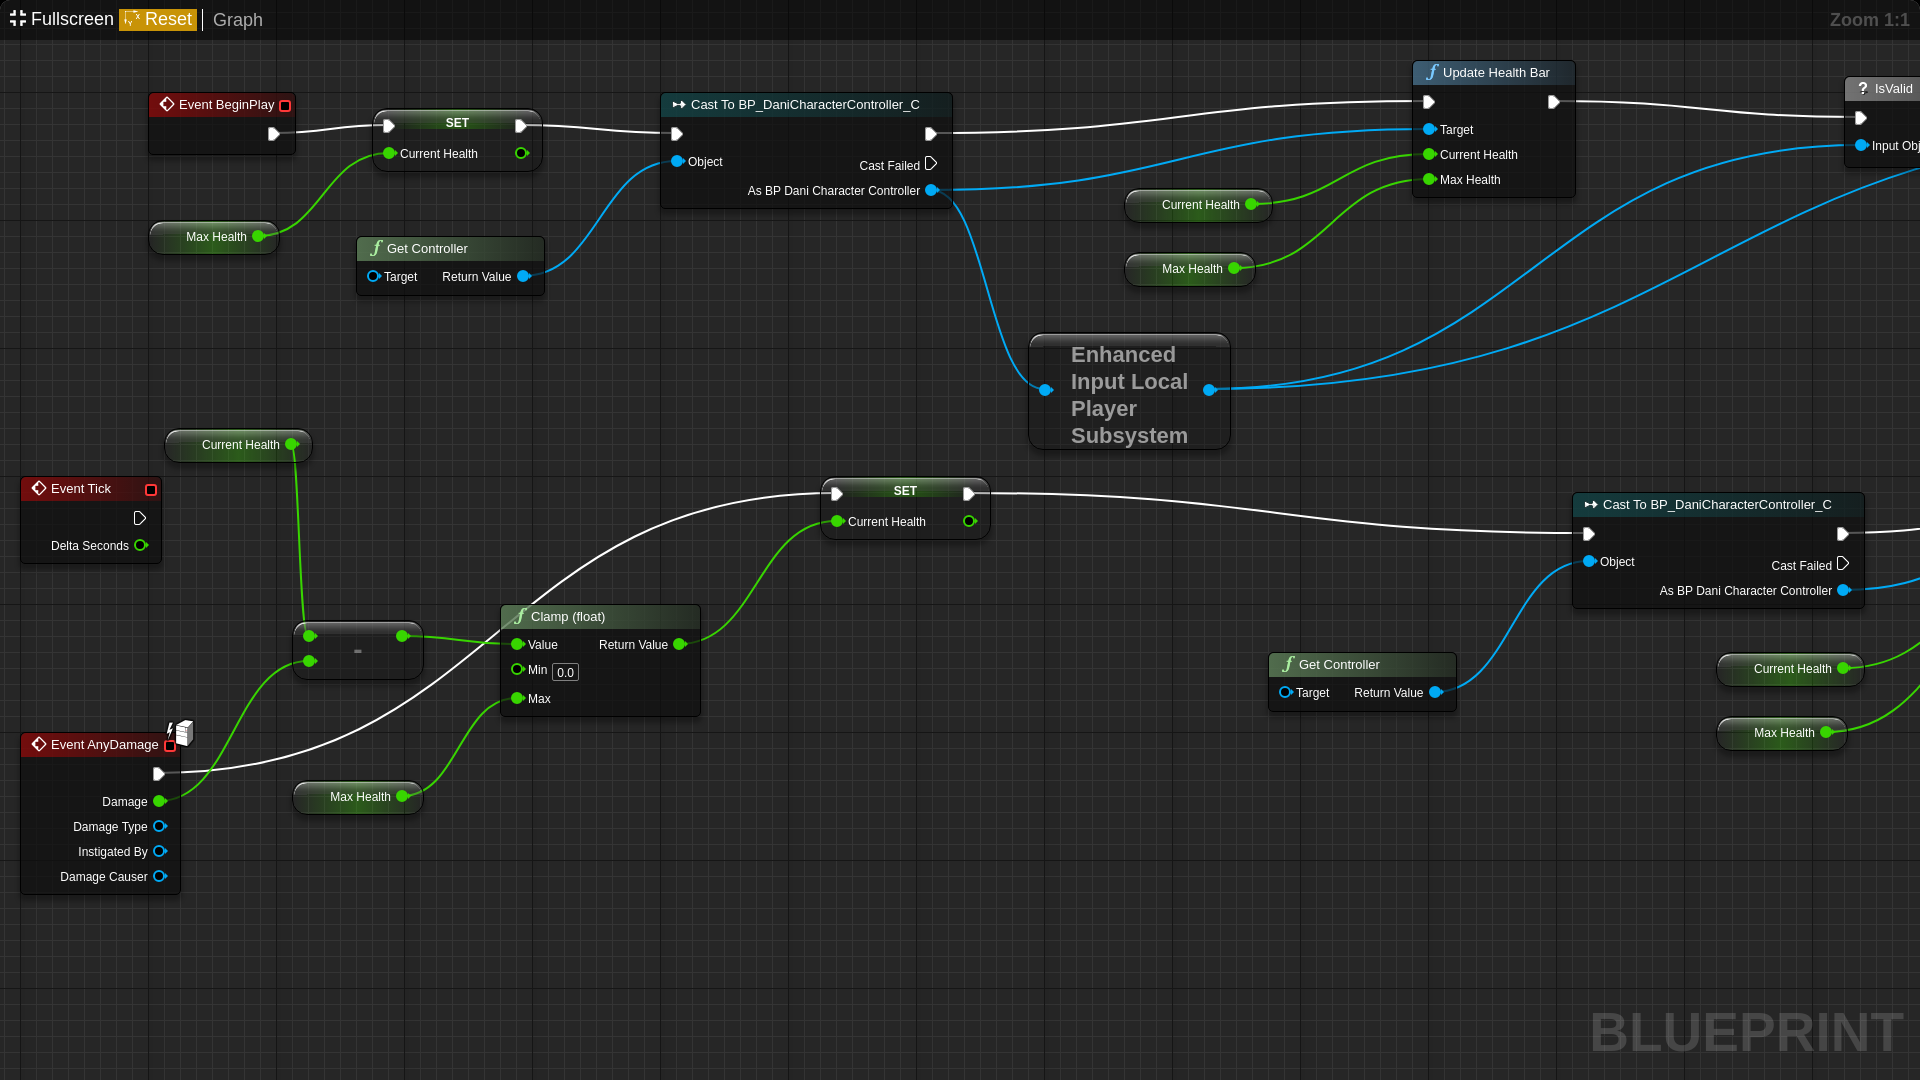 Fullscreen Reset Graph
Zoom 1:1
Event BeginPlay
SET
Current Health
Max Health
Get Controller
Target Return Value
Cast To BP_DaniCharacterController_C
Object
Cast Failed
As BP Dani Character Controller
Update Health Bar
Target
Current Health
Max Health
Current Health
Max Health
? IsValid
Input Obj
Enhanced
Input Local
Player
Subsystem
Current Health
Event Tick
Delta Seconds
-
Event AnyDamage
Damage
Damage Type
Instigated By
Damage Causer
Max Health
Clamp (float)
Value Return Value
Min 0.0
Max
SET
Current Health
Get Controller
Target Return Value
Cast To BP_DaniCharacterController_C
Object
Cast Failed
As BP Dani Character Controller
Current Health
Max Health
BLUEPRINT